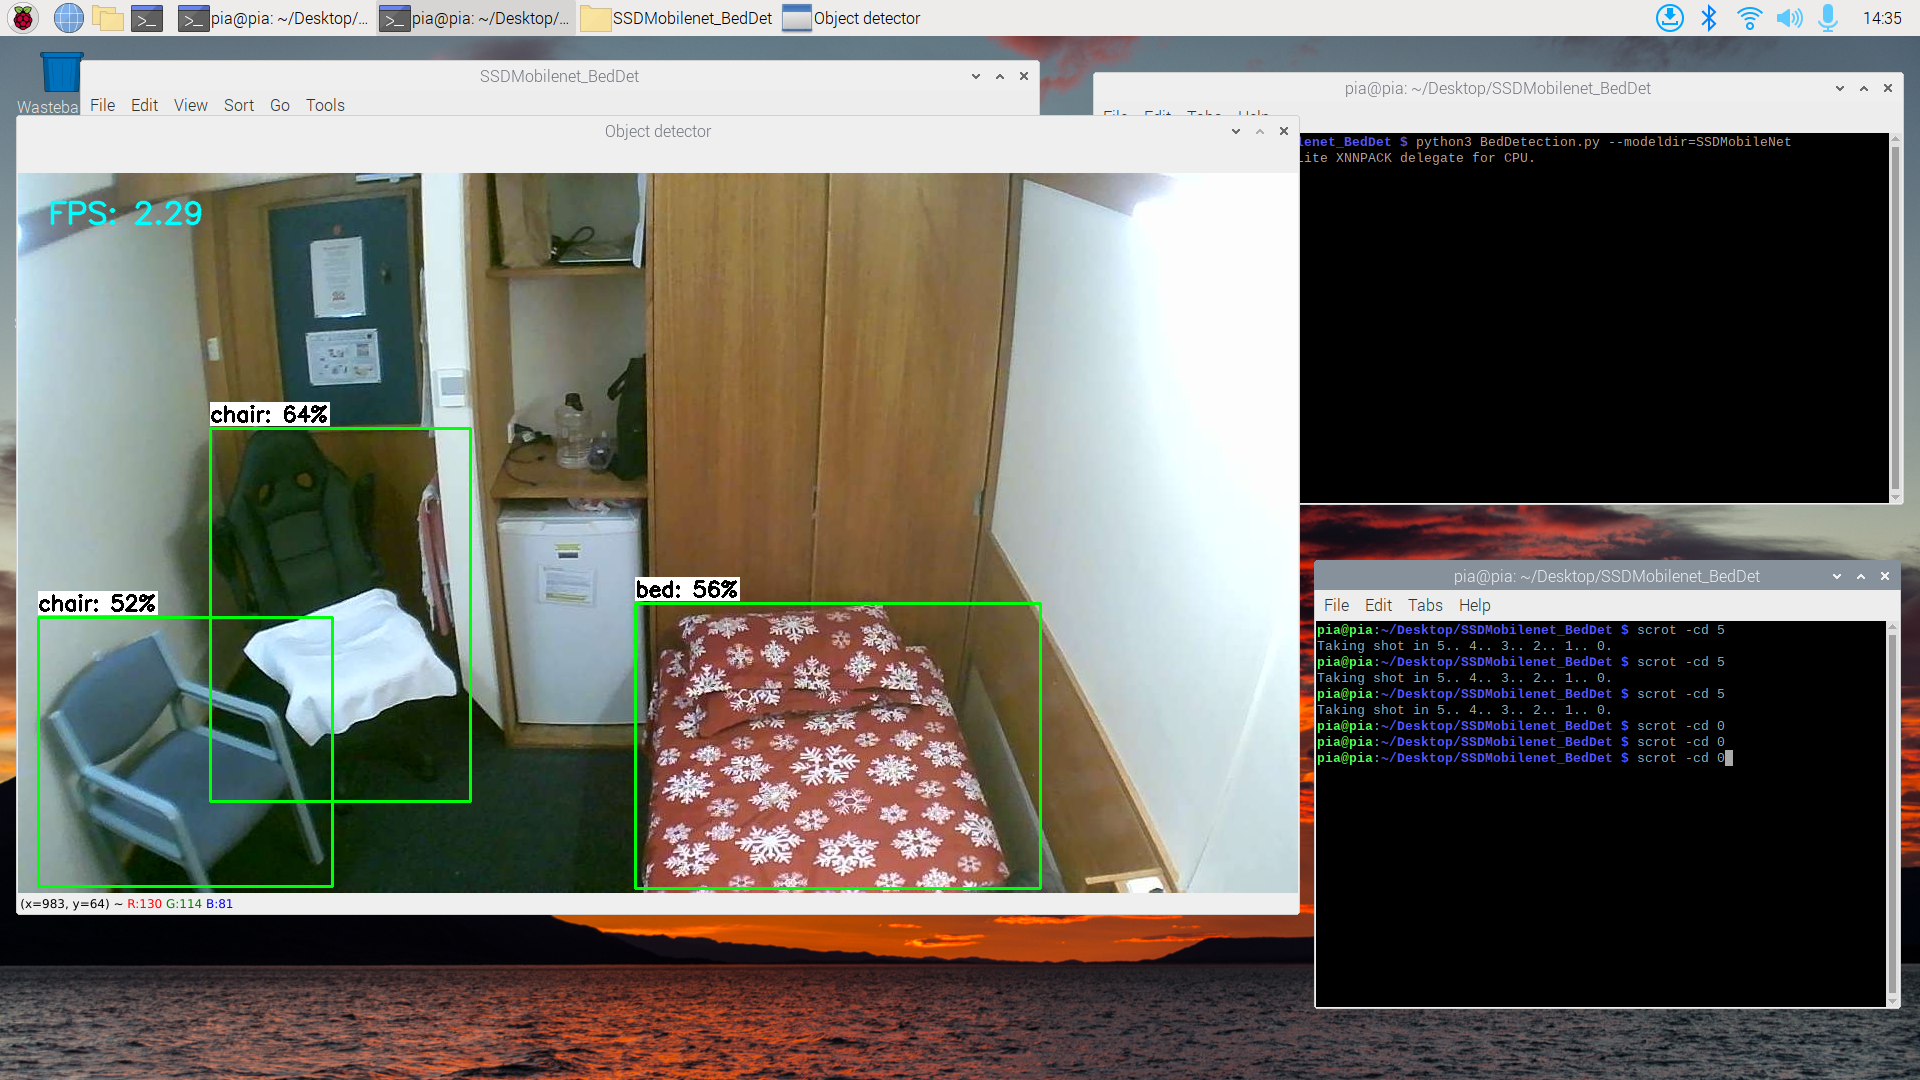 pia@pia: ~/Desktop/...
pia@pia: ~/Desktop/...
SSDMobilenet_BedDet
Object detector
14:35
Wasteba
SSDMobilenet_BedDet
File Edit View Sort Go Tools
pia@pia: ~/Desktop/SSDMobilenet_BedDet
File Edit Tabs Help
lenet_BedDet $ python3 BedDetection.py --modeldir=SSDMobileNet
ite XNNPACK delegate for CPU.
Object detector
FPS: 2.29
chair: 64%
bed: 56%
chair: 52%
(x=983, y=64) ~ R:130 G:114 B:81
pia@pia: ~/Desktop/SSDMobilenet_BedDet
File Edit Tabs Help
pia@pia:~/Desktop/SSDMobilenet_BedDet $ scrot -cd 5
Taking shot in 5.. 4.. 3.. 2.. 1.. 0.
pia@pia:~/Desktop/SSDMobilenet_BedDet $ scrot -cd 5
Taking shot in 5.. 4.. 3.. 2.. 1.. 0.
pia@pia:~/Desktop/SSDMobilenet_BedDet $ scrot -cd 5
Taking shot in 5.. 4.. 3.. 2.. 1.. 0.
pia@pia:~/Desktop/SSDMobilenet_BedDet $ scrot -cd 0
pia@pia:~/Desktop/SSDMobilenet_BedDet $ scrot -cd 0
pia@pia:~/Desktop/SSDMobilenet_BedDet $ scrot -cd 0